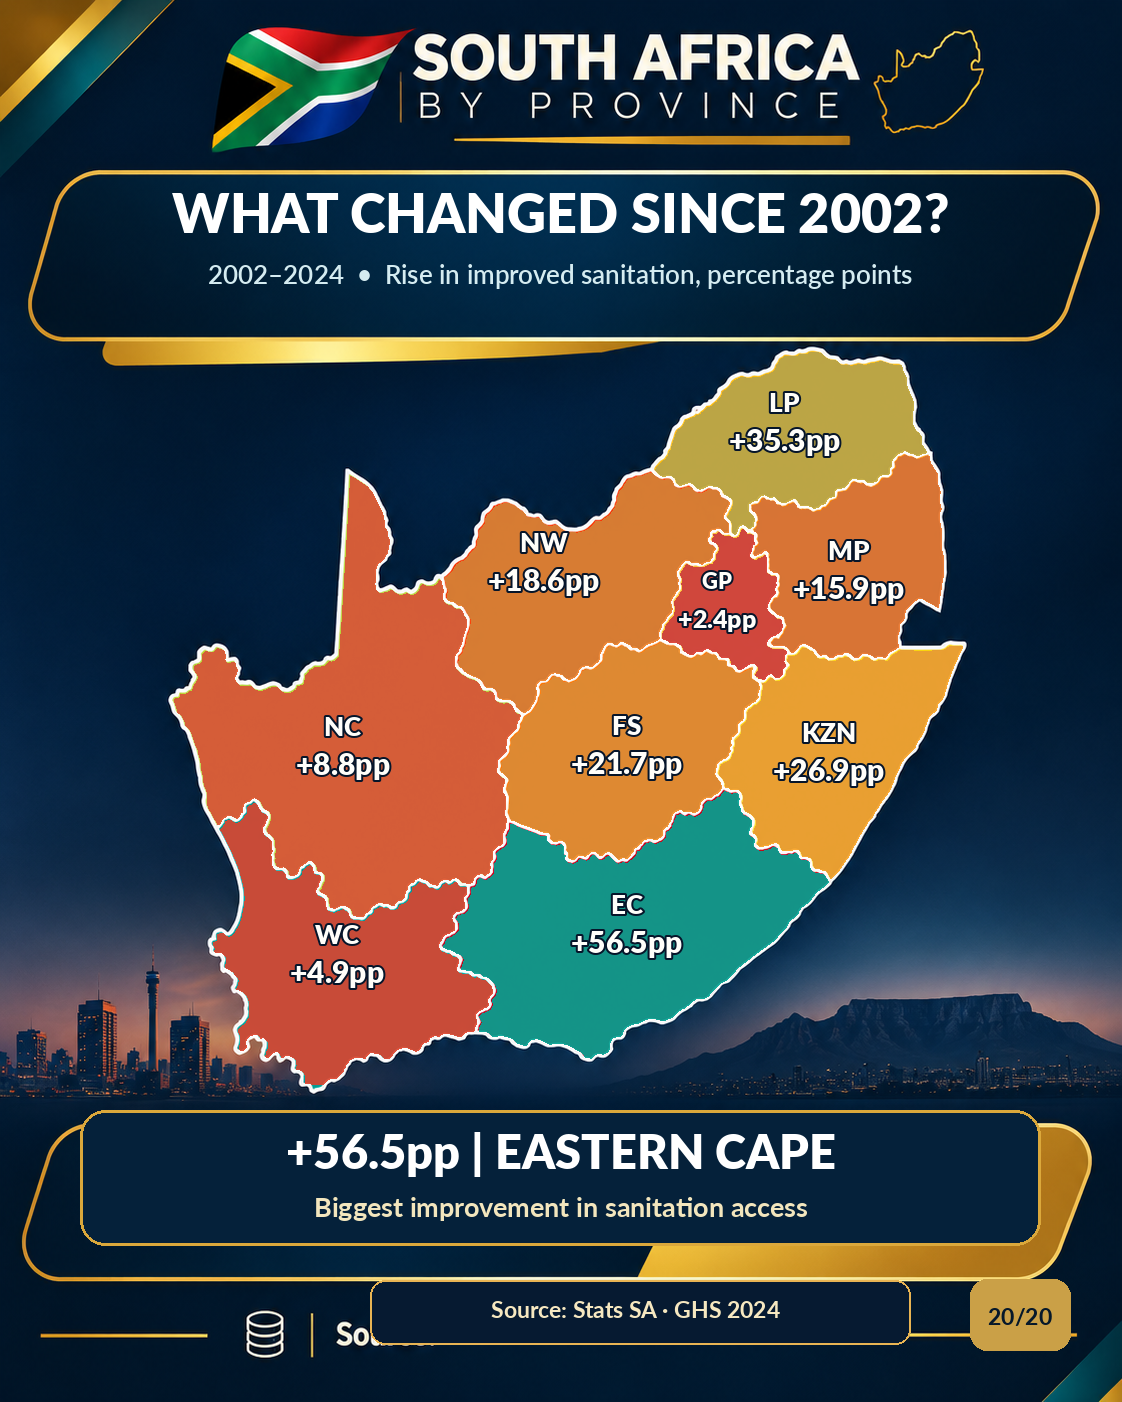 SOUTH AFRICA
BY PROVINCE
WHAT CHANGED SINCE 2002?
2002–2024 • Rise in improved sanitation, percentage points
LP
+35.3pp
NW
+18.6pp
MP
+15.9pp
GP
+2.4pp
NC
+8.8pp
FS
+21.7pp
KZN
+26.9pp
EC
+56.5pp
WC
+4.9pp
+56.5pp | EASTERN CAPE
Biggest improvement in sanitation access
Source: Stats SA · GHS 2024
20/20